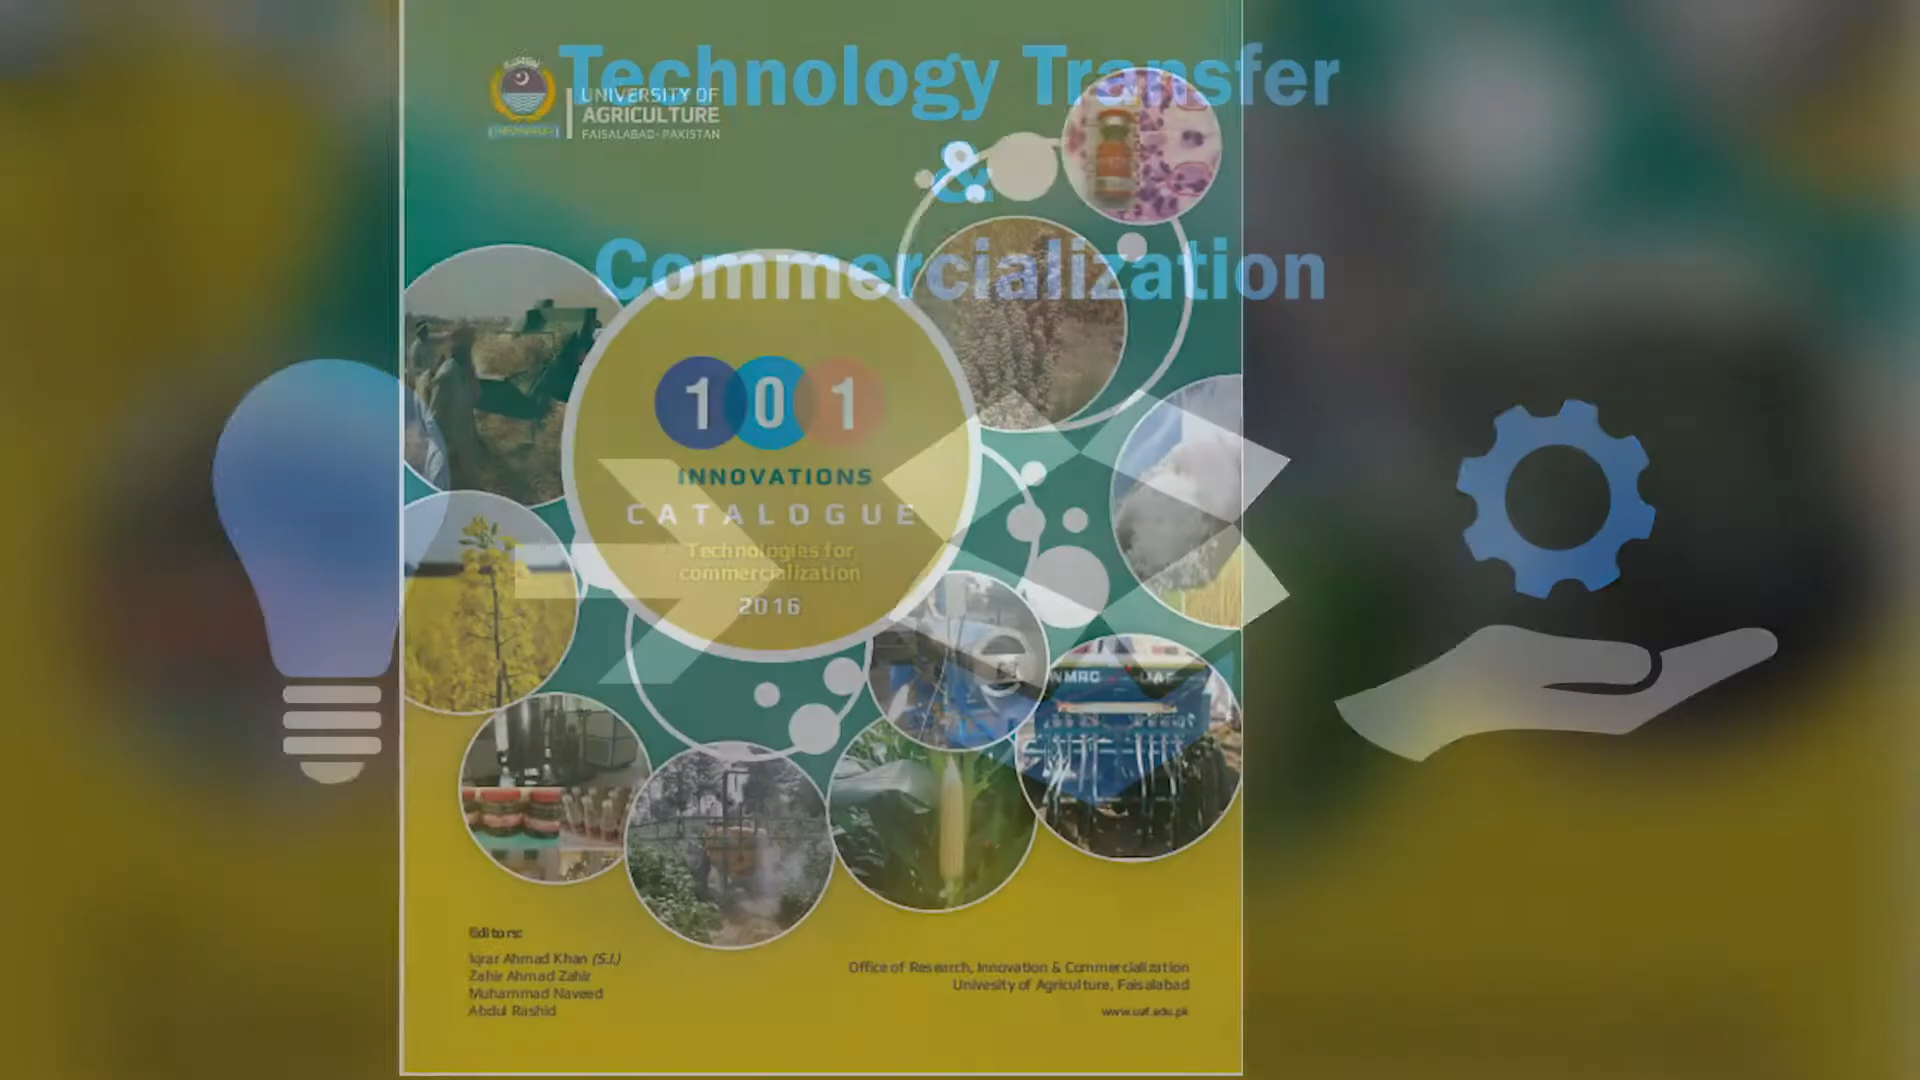 Technology Transfer
&
Commercialization
UNIVERSITY OF
AGRICULTURE
FAISALABAD-PAKISTAN
101
INNOVATIONS
CATALOGUE
Technologies for
commercialization
2016
WMRC UAF
Editors:
Iqrar Ahmad Khan (S.I.)
Zahir Ahmad Zahir
Muhammad Naveed
Abdul Rashid
Office of Research, Innovation & Commercialization
Univesity of Agriculture, Faisalabad
www.uaf.edu.pk